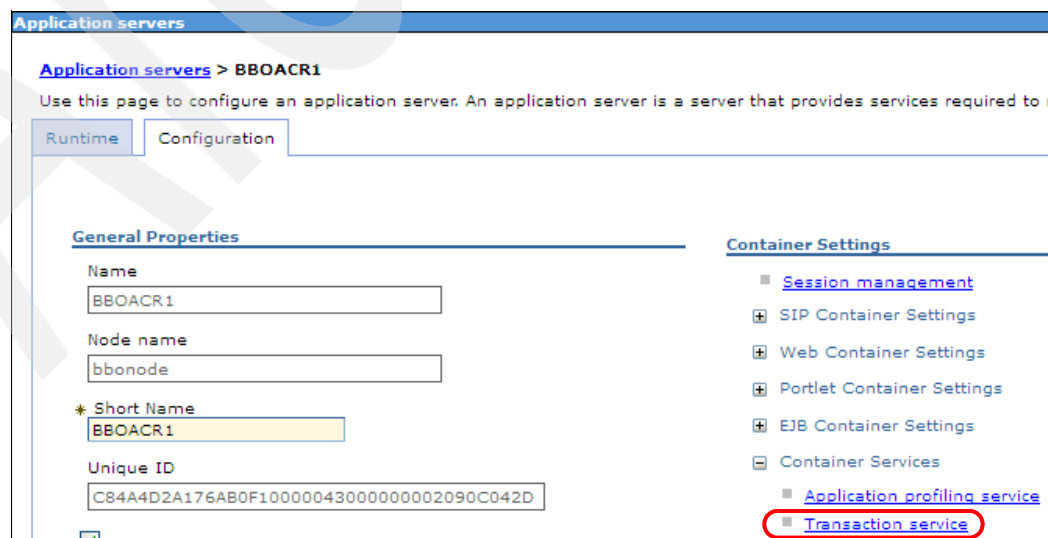 Application servers
Application servers > BBOACR1
Use this page to configure an application server. An application server is a server that provides services required to
Runtime
Configuration
General Properties
Name
BBOACR1
Node name
bbonode
* Short Name
BBOACR1
Unique ID
C84A4D2A176AB0F10000043000000002090C042D
Container Settings
Session management
SIP Container Settings
Web Container Settings
Portlet Container Settings
EJB Container Settings
Container Services
Application profiling service
Transaction service